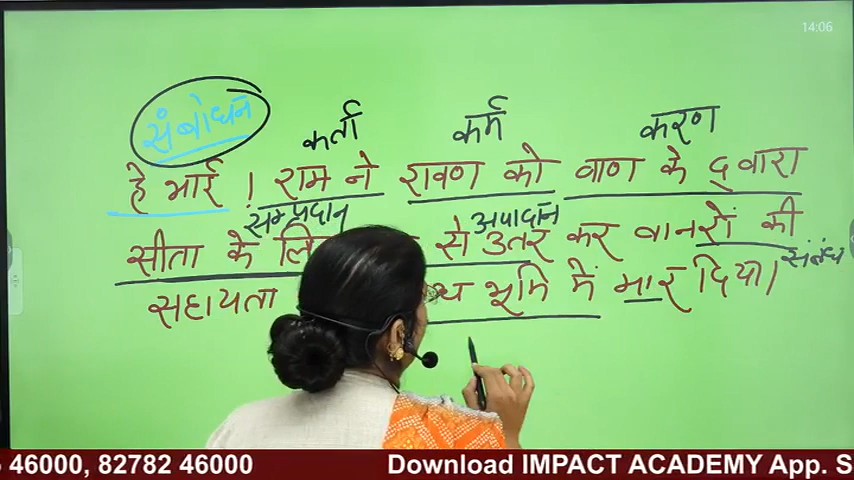 14:06
संबोधन
कर्ता कर्म करण
हे भाई ! राम ने रावण को बाण के द्वारा
सम्प्रदान अपादान
सीता के लि से उतर कर वानरों की
संबंध
सहायता भूमि में मार दिया।
46000, 82782 46000 Download IMPACT ACADEMY App. S